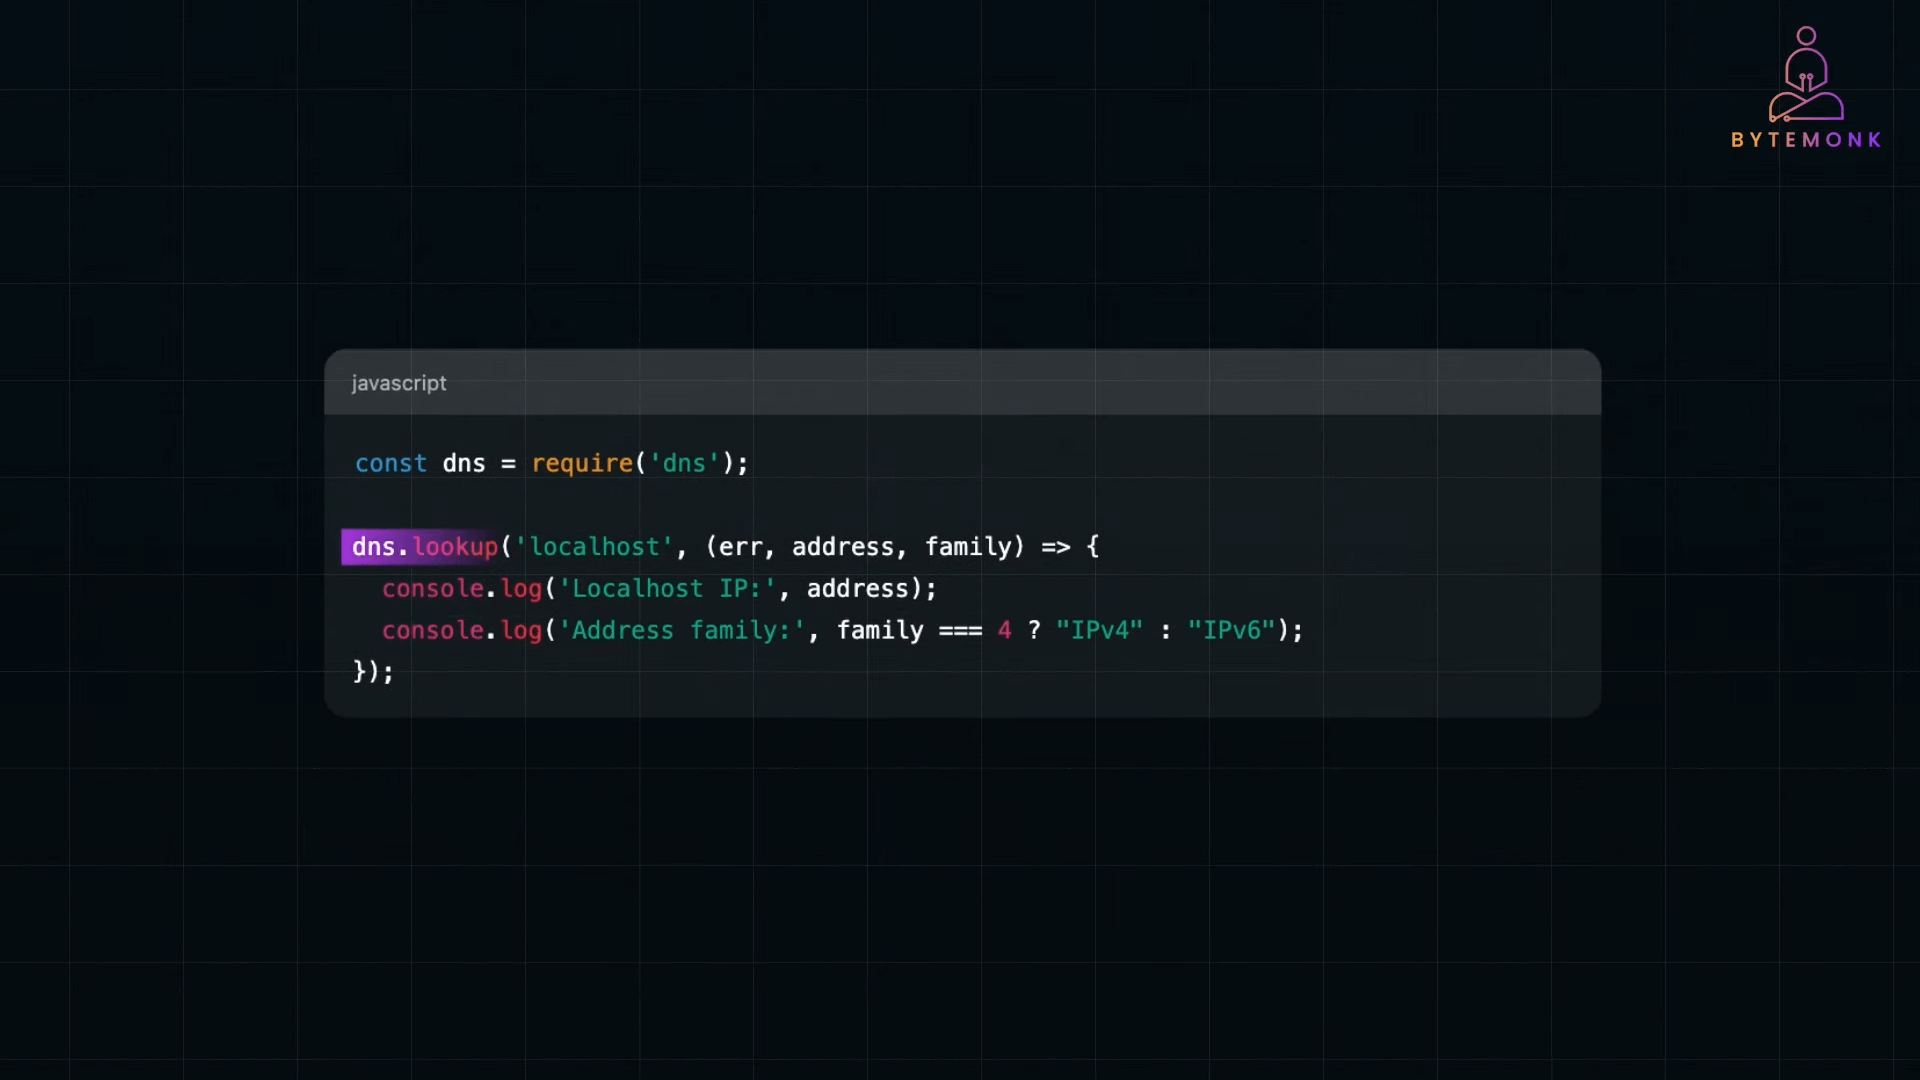 BYTEMONK
javascript
const dns = require('dns');
dns.lookup('localhost', (err, address, family) => {
console.log('Localhost IP:', address);
console.log('Address family:', family === 4 ? "IPv4" : "IPv6");
});